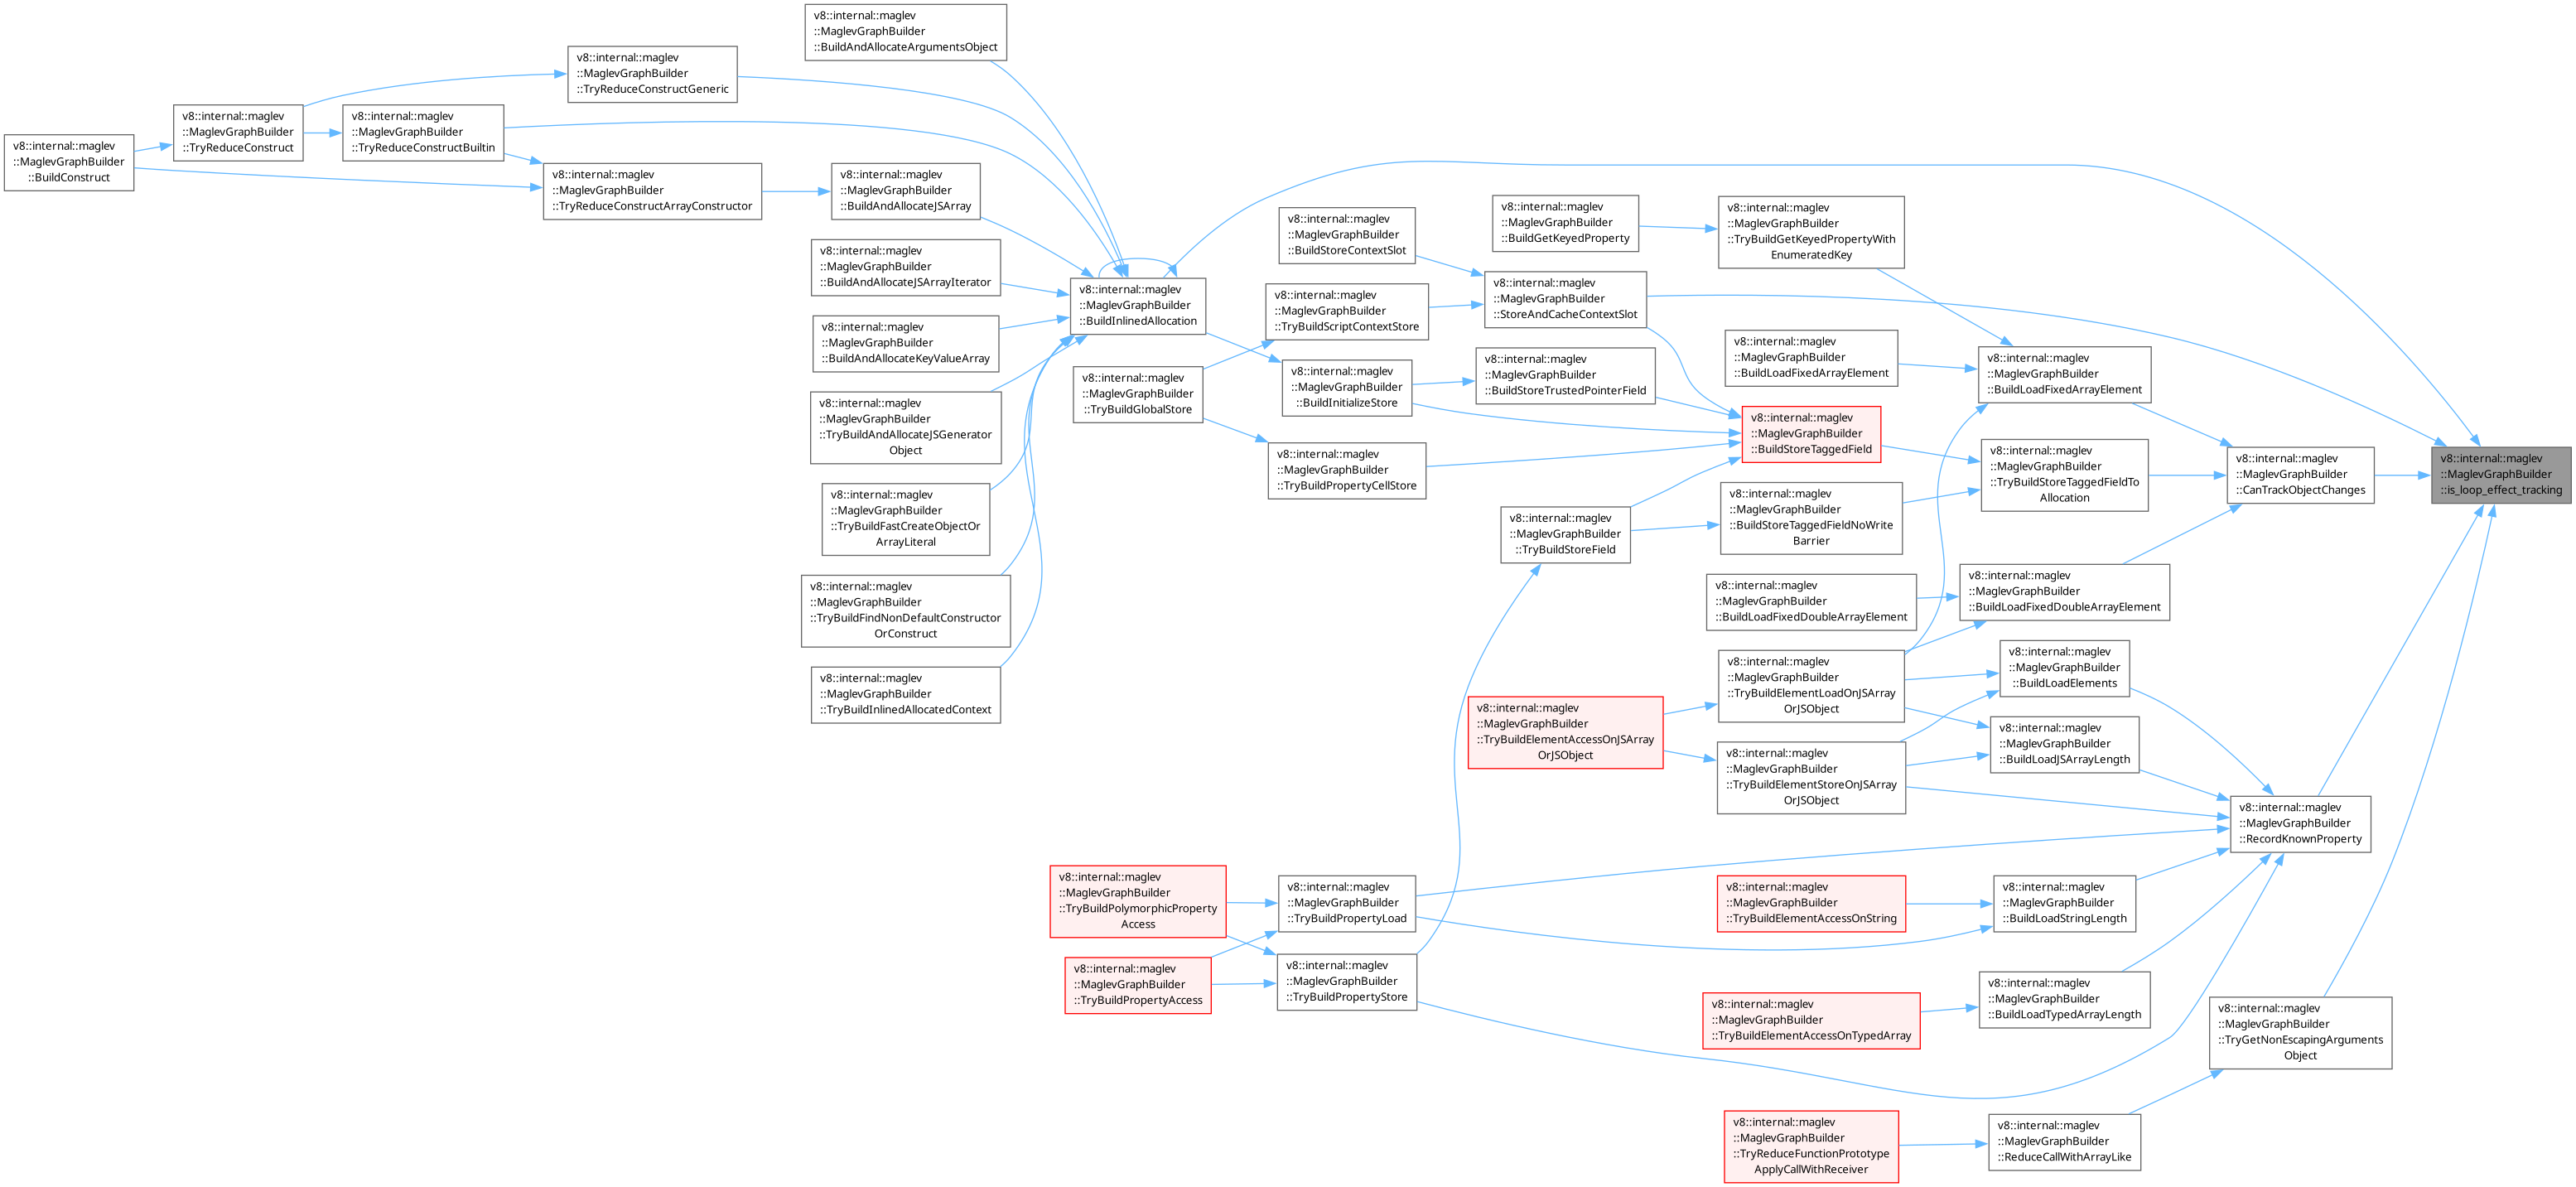 v8::internal::maglev
::MaglevGraphBuilder
::BuildConstruct
v8::internal::maglev
::MaglevGraphBuilder
::TryReduceConstruct
v8::internal::maglev
::MaglevGraphBuilder
::TryReduceConstructBuiltin
v8::internal::maglev
::MaglevGraphBuilder
::TryReduceConstructGeneric
v8::internal::maglev
::MaglevGraphBuilder
::TryReduceConstructArrayConstructor
v8::internal::maglev
::MaglevGraphBuilder
::BuildAndAllocateArgumentsObject
v8::internal::maglev
::MaglevGraphBuilder
::BuildAndAllocateJSArray
v8::internal::maglev
::MaglevGraphBuilder
::BuildAndAllocateJSArrayIterator
v8::internal::maglev
::MaglevGraphBuilder
::BuildAndAllocateKeyValueArray
v8::internal::maglev
::MaglevGraphBuilder
::TryBuildAndAllocateJSGenerator
Object
v8::internal::maglev
::MaglevGraphBuilder
::TryBuildFastCreateObjectOr
ArrayLiteral
v8::internal::maglev
::MaglevGraphBuilder
::TryBuildFindNonDefaultConstructor
OrConstruct
v8::internal::maglev
::MaglevGraphBuilder
::TryBuildInlinedAllocatedContext
v8::internal::maglev
::MaglevGraphBuilder
::BuildInlinedAllocation
v8::internal::maglev
::MaglevGraphBuilder
::TryBuildGlobalStore
v8::internal::maglev
::MaglevGraphBuilder
::TryBuildPolymorphicProperty
Access
v8::internal::maglev
::MaglevGraphBuilder
::TryBuildPropertyAccess
v8::internal::maglev
::MaglevGraphBuilder
::BuildStoreContextSlot
v8::internal::maglev
::MaglevGraphBuilder
::TryBuildScriptContextStore
v8::internal::maglev
::MaglevGraphBuilder
::BuildInitializeStore
v8::internal::maglev
::MaglevGraphBuilder
::TryBuildPropertyCellStore
v8::internal::maglev
::MaglevGraphBuilder
::TryBuildPropertyLoad
v8::internal::maglev
::MaglevGraphBuilder
::TryBuildPropertyStore
v8::internal::maglev
::MaglevGraphBuilder
::BuildGetKeyedProperty
v8::internal::maglev
::MaglevGraphBuilder
::StoreAndCacheContextSlot
v8::internal::maglev
::MaglevGraphBuilder
::BuildStoreTrustedPointerField
v8::internal::maglev
::MaglevGraphBuilder
::TryBuildStoreField
v8::internal::maglev
::MaglevGraphBuilder
::TryBuildElementAccessOnJSArray
OrJSObject
v8::internal::maglev
::MaglevGraphBuilder
::TryBuildGetKeyedPropertyWith
EnumeratedKey
v8::internal::maglev
::MaglevGraphBuilder
::BuildLoadFixedArrayElement
v8::internal::maglev
::MaglevGraphBuilder
::BuildStoreTaggedField
v8::internal::maglev
::MaglevGraphBuilder
::BuildStoreTaggedFieldNoWrite
Barrier
v8::internal::maglev
::MaglevGraphBuilder
::BuildLoadFixedDoubleArrayElement
v8::internal::maglev
::MaglevGraphBuilder
::TryBuildElementLoadOnJSArray
OrJSObject
v8::internal::maglev
::MaglevGraphBuilder
::TryBuildElementStoreOnJSArray
OrJSObject
v8::internal::maglev
::MaglevGraphBuilder
::TryBuildElementAccessOnString
v8::internal::maglev
::MaglevGraphBuilder
::TryBuildElementAccessOnTypedArray
v8::internal::maglev
::MaglevGraphBuilder
::TryReduceFunctionPrototype
ApplyCallWithReceiver
v8::internal::maglev
::MaglevGraphBuilder
::BuildLoadFixedArrayElement
v8::internal::maglev
::MaglevGraphBuilder
::TryBuildStoreTaggedFieldTo
Allocation
v8::internal::maglev
::MaglevGraphBuilder
::BuildLoadFixedDoubleArrayElement
v8::internal::maglev
::MaglevGraphBuilder
::BuildLoadElements
v8::internal::maglev
::MaglevGraphBuilder
::BuildLoadJSArrayLength
v8::internal::maglev
::MaglevGraphBuilder
::BuildLoadStringLength
v8::internal::maglev
::MaglevGraphBuilder
::BuildLoadTypedArrayLength
v8::internal::maglev
::MaglevGraphBuilder
::ReduceCallWithArrayLike
v8::internal::maglev
::MaglevGraphBuilder
::CanTrackObjectChanges
v8::internal::maglev
::MaglevGraphBuilder
::RecordKnownProperty
v8::internal::maglev
::MaglevGraphBuilder
::TryGetNonEscapingArguments
Object
v8::internal::maglev
::MaglevGraphBuilder
::is_loop_effect_tracking